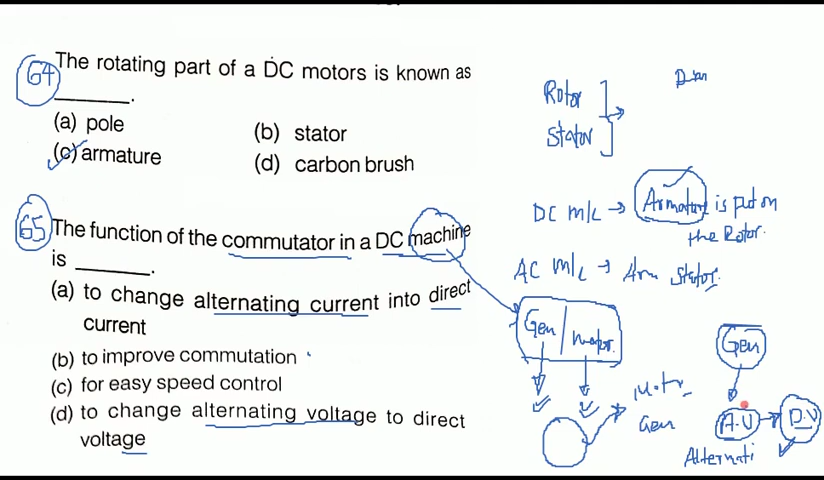 64 The rotating part of a DC motors is known as
________.
(a) pole
(b) stator
(c) armature
(d) carbon brush
65 The function of the commutator in a DC machine
is ________.
(a) to change alternating current into direct
current
(b) to improve commutation
(c) for easy speed control
(d) to change alternating voltage to direct
voltage
Rotor
Stator
DC m/c → Armature is put on
the Rotor.
AC m/c → Arm Stator.
Gen motor.
Motor
Gen
Gen
A.V → D.V
Alternati